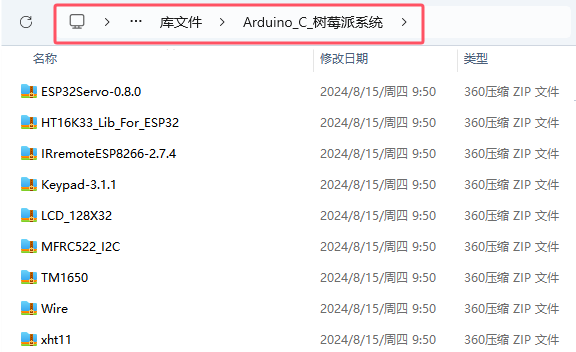 库文件 > Arduino_C_树莓派系统 >
名称 修改日期 类型
ESP32Servo-0.8.0 2024/8/15/周四 9:50 360压缩 ZIP 文件
HT16K33_Lib_For_ESP32 2024/8/15/周四 9:50 360压缩 ZIP 文件
IRremoteESP8266-2.7.4 2024/8/15/周四 9:50 360压缩 ZIP 文件
Keypad-3.1.1 2024/8/15/周四 9:50 360压缩 ZIP 文件
LCD_128X32 2024/8/15/周四 9:50 360压缩 ZIP 文件
MFRC522_I2C 2024/8/15/周四 9:50 360压缩 ZIP 文件
TM1650 2024/8/15/周四 9:50 360压缩 ZIP 文件
Wire 2024/8/15/周四 9:50 360压缩 ZIP 文件
xht11 2024/8/15/周四 9:50 360压缩 ZIP 文件